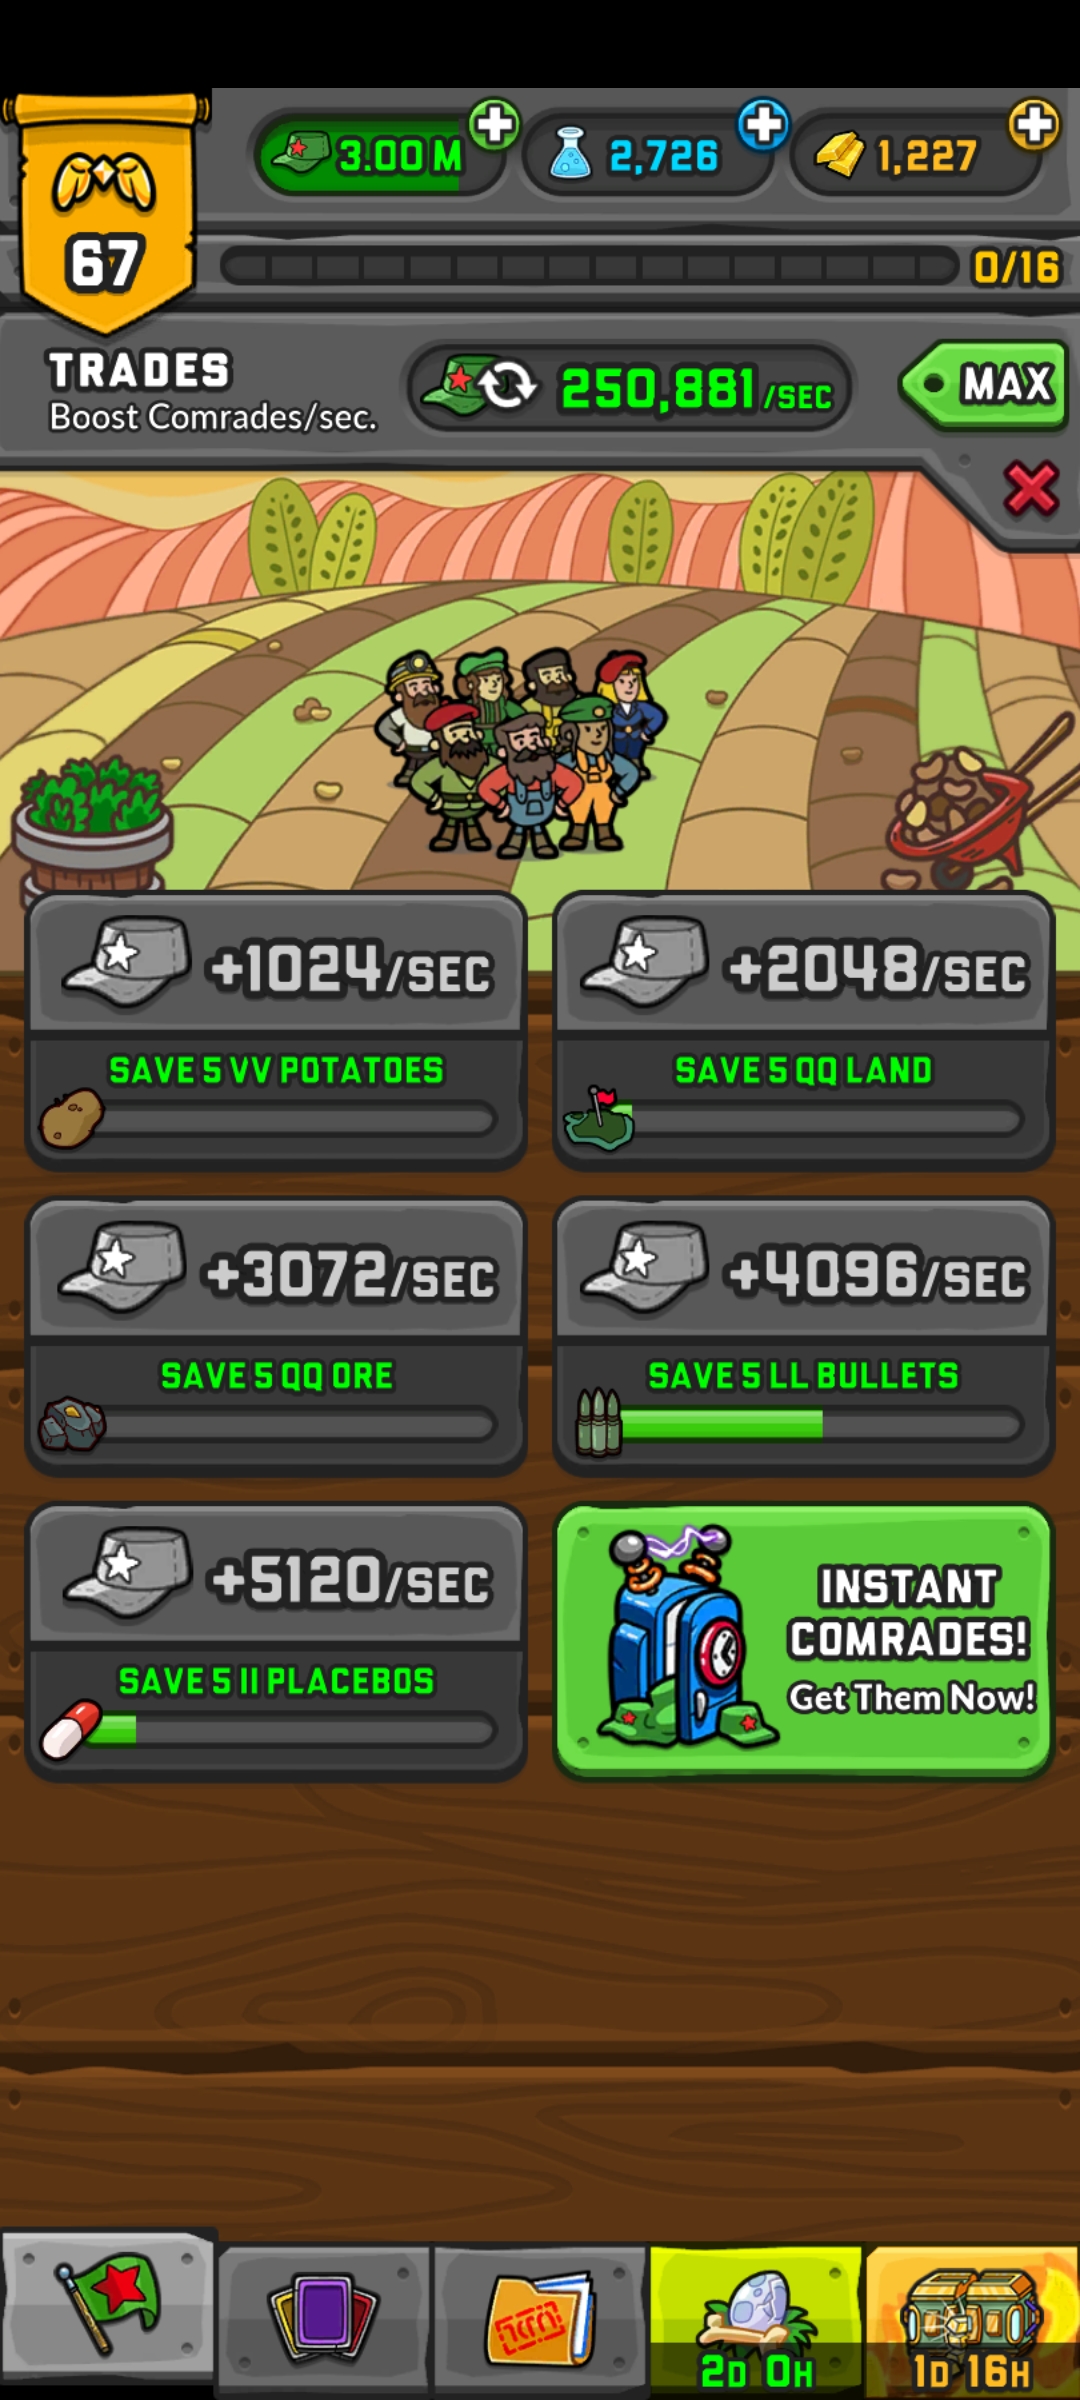 3.00 M
2,726
1,227
67
0/16
TRADES
Boost Comrades/sec.
250,881/SEC
MAX
+1024/SEC
+2048/SEC
SAVE 5 VV POTATOES
SAVE 5 QQ LAND
+3072/SEC
+4096/SEC
SAVE 5 QQ ORE
SAVE 5 LL BULLETS
+5120/SEC
SAVE 5 II PLACEBOS
INSTANT
COMRADES!
Get Them Now!
2D 0H
1D 16H